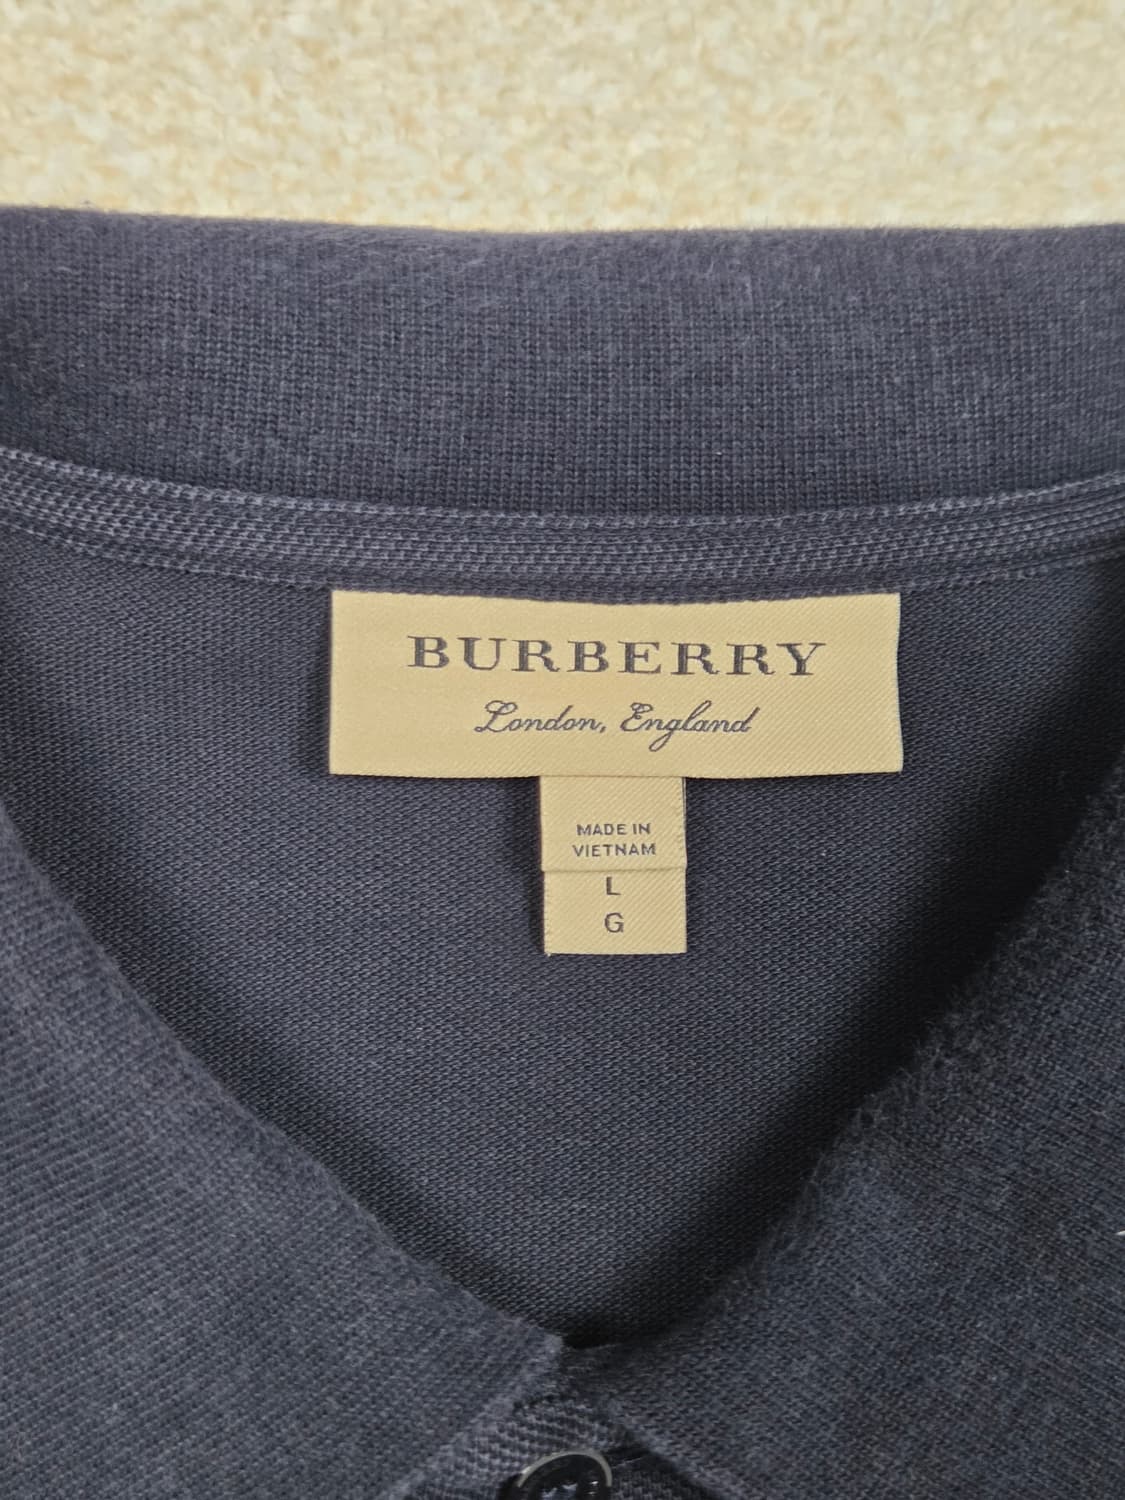 BURBERRY
London, England
MADE IN
VIETNAM
L
G